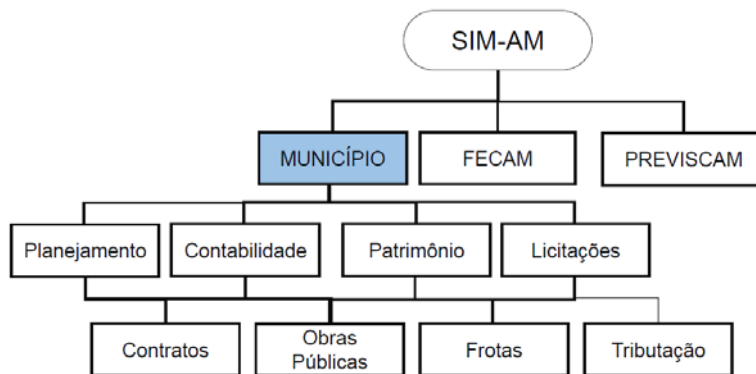 SIM-AM
MUNICÍPIO
FECAM
PREVISCAM
Planejamento
Contabilidade
Patrimônio
Licitações
Contratos
Obras
Públicas
Frotas
Tributação